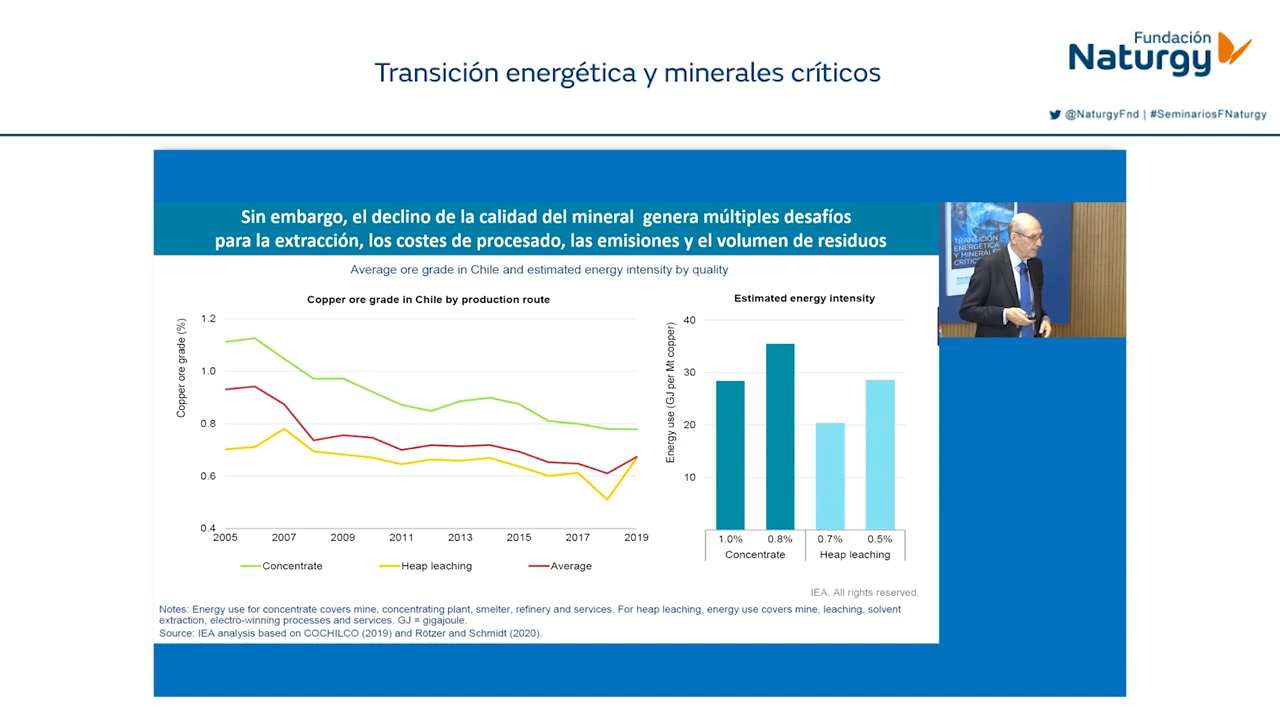 Transición energética y minerales críticos
Fundación
Naturgy
@NaturgyFnd | #SeminariosFNaturgy
Sin embargo, el declino de la calidad del mineral genera múltiples desafíos
para la extracción, los costes de procesado, las emisiones y el volumen de residuos
TRANSICIÓN
ENERGÉTICA
Y MINERALES
CRÍTICOS
Average ore grade in Chile and estimated energy intensity by quality
Copper ore grade in Chile by production route
Copper ore grade (%)
1.2
1.0
0.8
0.6
0.4
2005 2007 2009 2011 2013 2015 2017 2019
Concentrate Heap leaching Average
Estimated energy intensity
Energy use (GJ per Mt copper)
40
30
20
10
1.0% 0.8% 0.7% 0.5%
Concentrate Heap leaching
IEA. All rights reserved.
Notes: Energy use for concentrate covers mine, concentrating plant, smelter, refinery and services. For heap leaching, energy use covers mine, leaching, solvent
extraction, electro-winning processes and services. GJ = gigajoule.
Source: IEA analysis based on COCHILCO (2019) and Rötzer and Schmidt (2020).